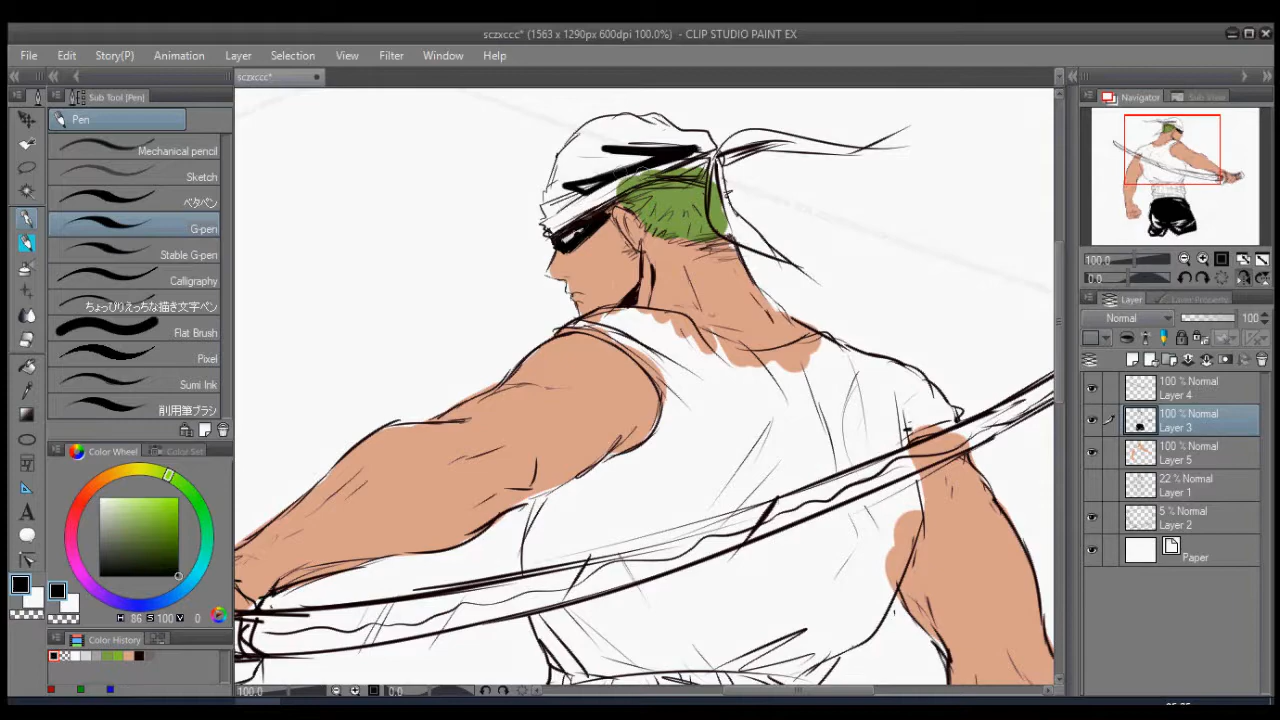 sczxccc* (1563 x 1290px 600dpi 100.0%) - CLIP STUDIO PAINT EX
File Edit Story(P) Animation Layer Selection View Filter Window Help
sczxccc*
Sub Tool [Pen]
Pen
Mechanical pencil
Sketch
ベタペン
G-pen
Stable G-pen
Calligraphy
ちょっぴりえっちな描き文字ペン
Flat Brush
Pixel
Sumi Ink
削用筆ブラシ
Color Wheel Color Set
H 86 S 100 V 0
Color History
100.0 0.0
Navigator Sub View
100.0
0.0
Layer Layer Property
Normal 100
100 % Normal
Layer 4
100 % Normal
Layer 3
100 % Normal
Layer 5
22 % Normal
Layer 1
5 % Normal
Layer 2
Paper